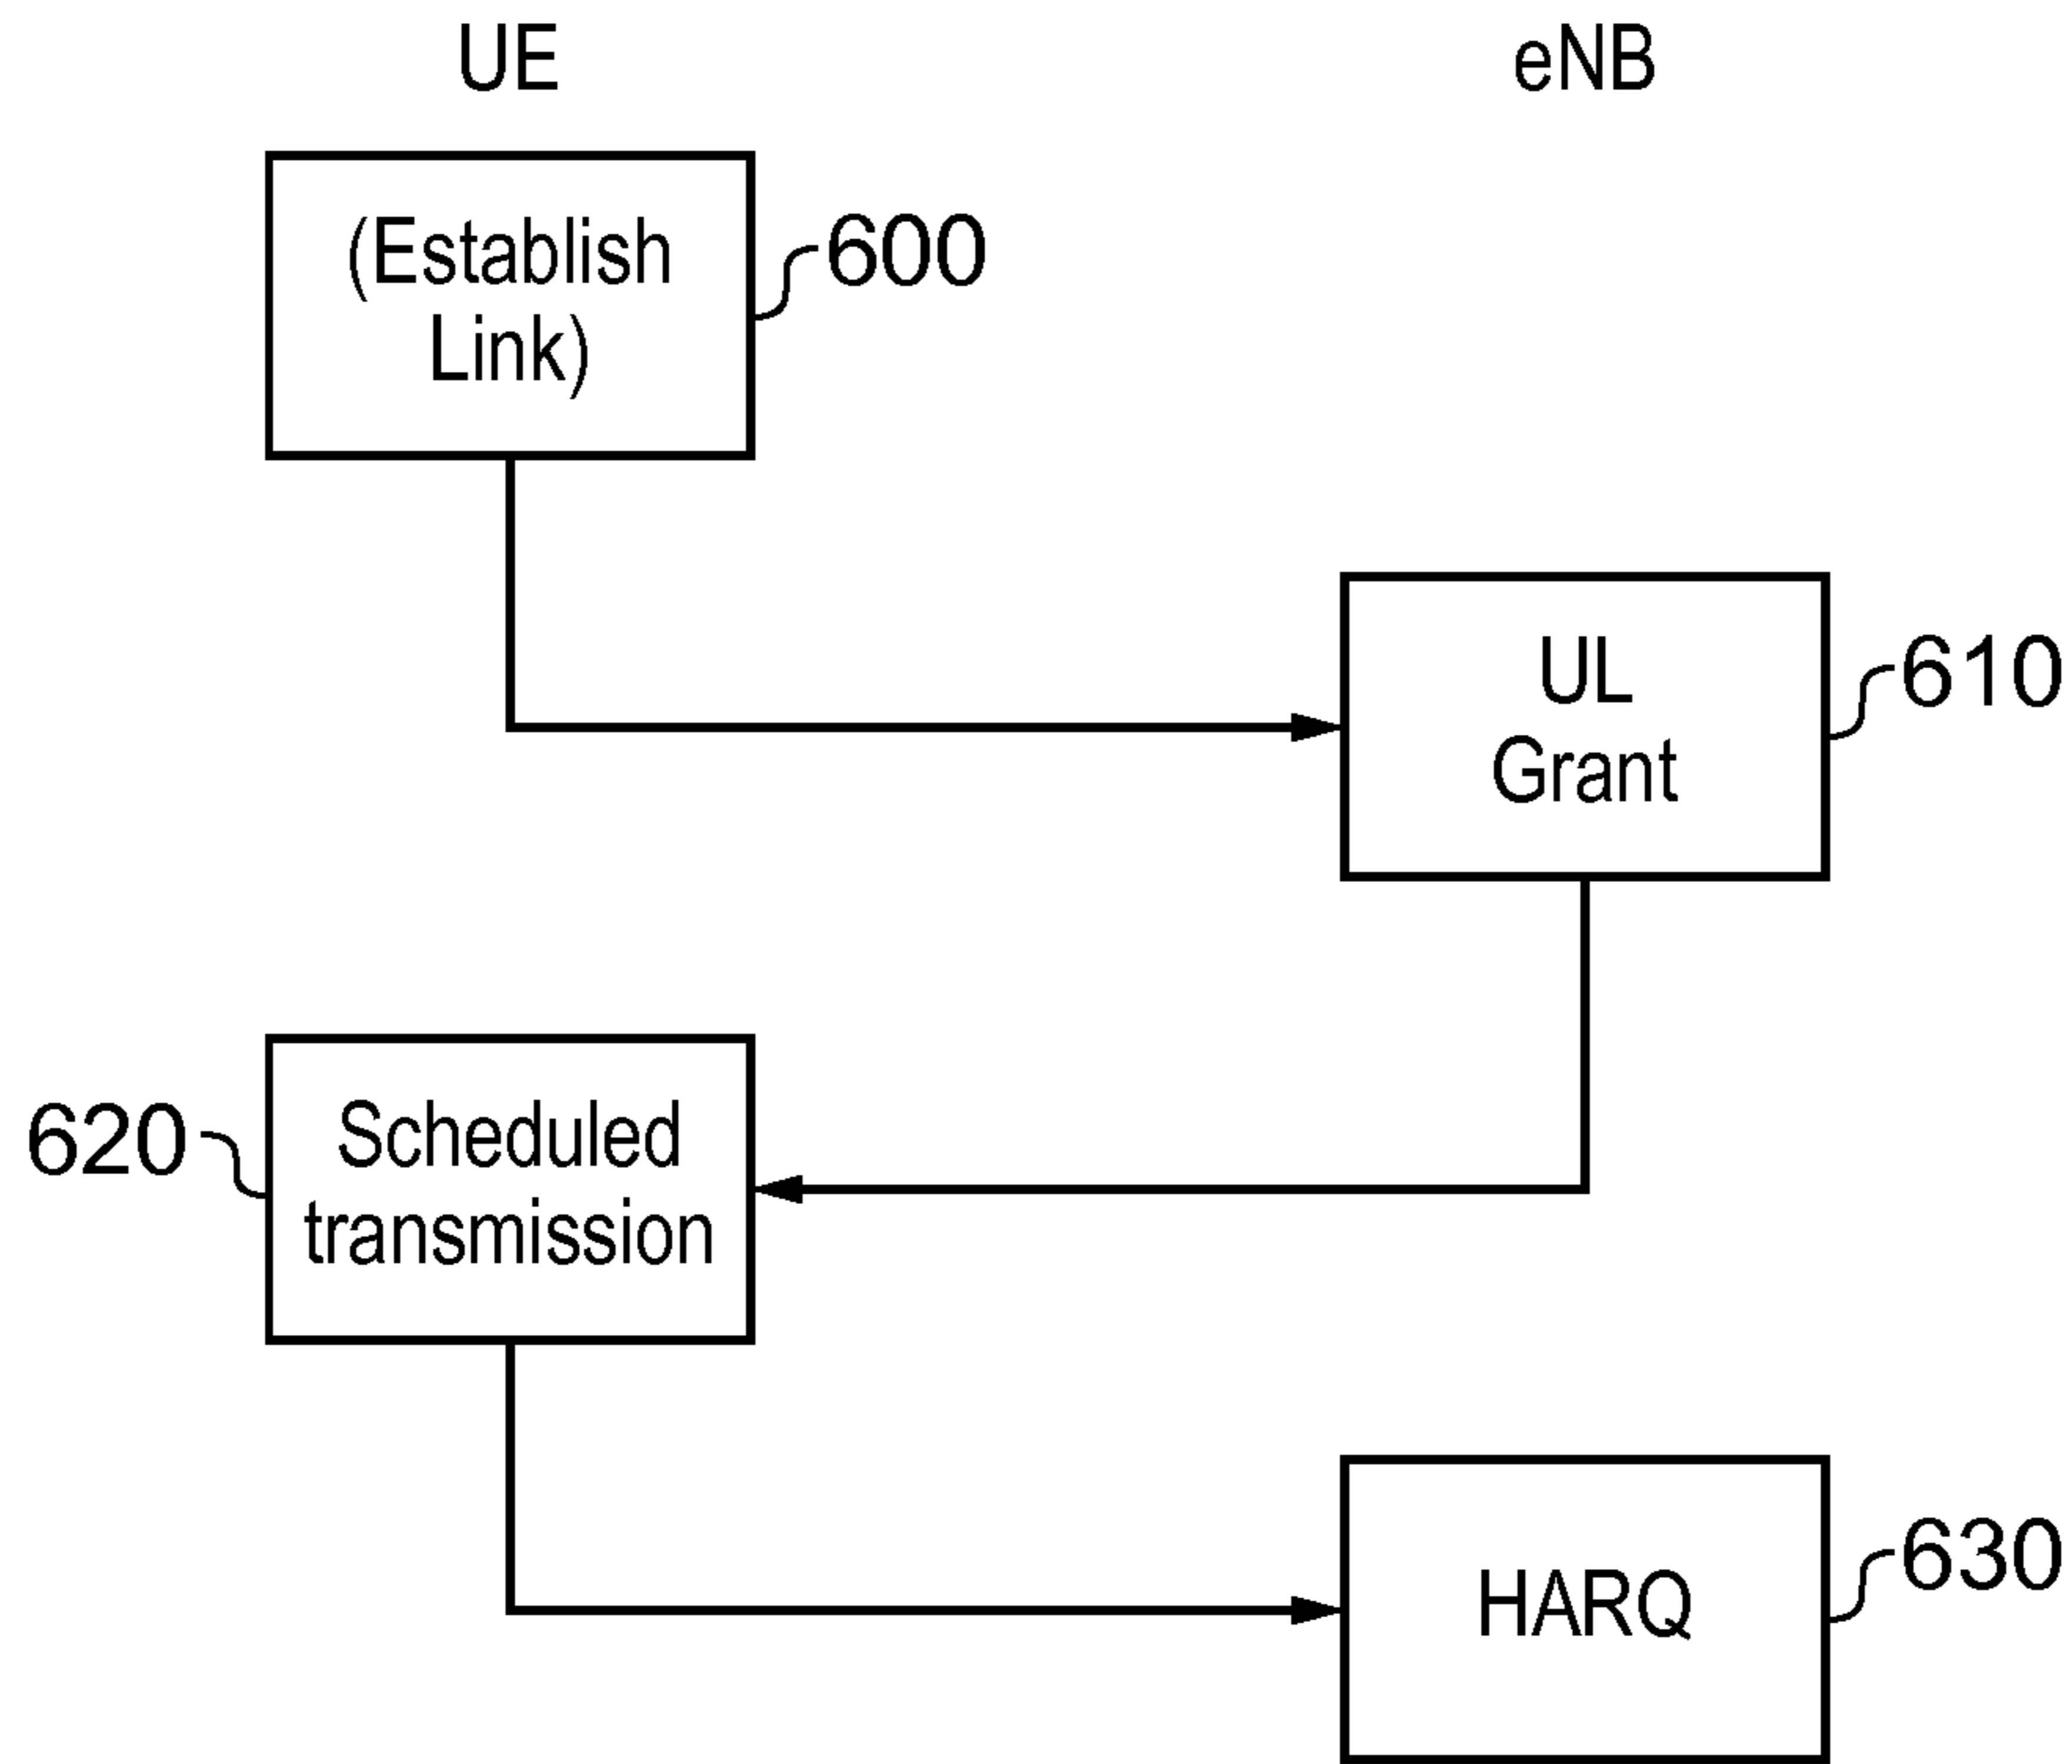 UE
eNB
(Establish
Link)
600
UL
Grant
610
620
Scheduled
transmission
HARQ
630